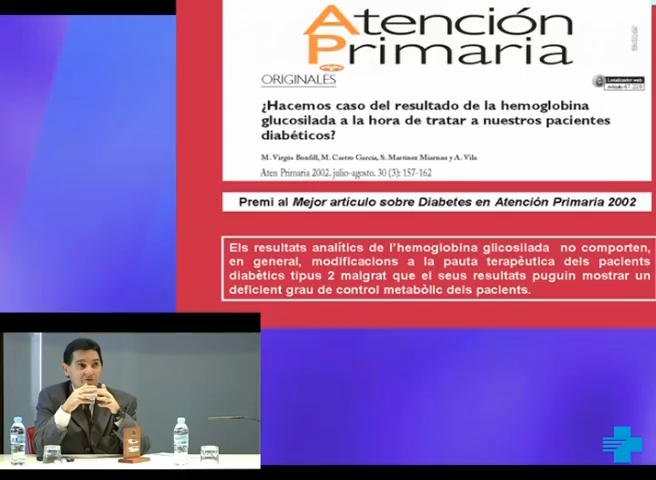 Atención
Primaria
ORIGINALES
Localizador web
¿Hacemos caso del resultado de la hemoglobina
glucosilada a la hora de tratar a nuestros pacientes
diabéticos?
M. Virgós Bonfill, M. Castro García, S. Martínez Miarnau y A. Vila
Aten Primaria 2002. julio-agosto. 30 (3): 157-162
Premi al Mejor artículo sobre Diabetes en Atención Primaria 2002
Els resultats analítics de l'hemoglobina glicosilada no comporten,
en general, modificacions a la pauta terapèutica dels pacients
diabètics tipus 2 malgrat que el seus resultats puguin mostrar un
deficient grau de control metabòlic dels pacients.